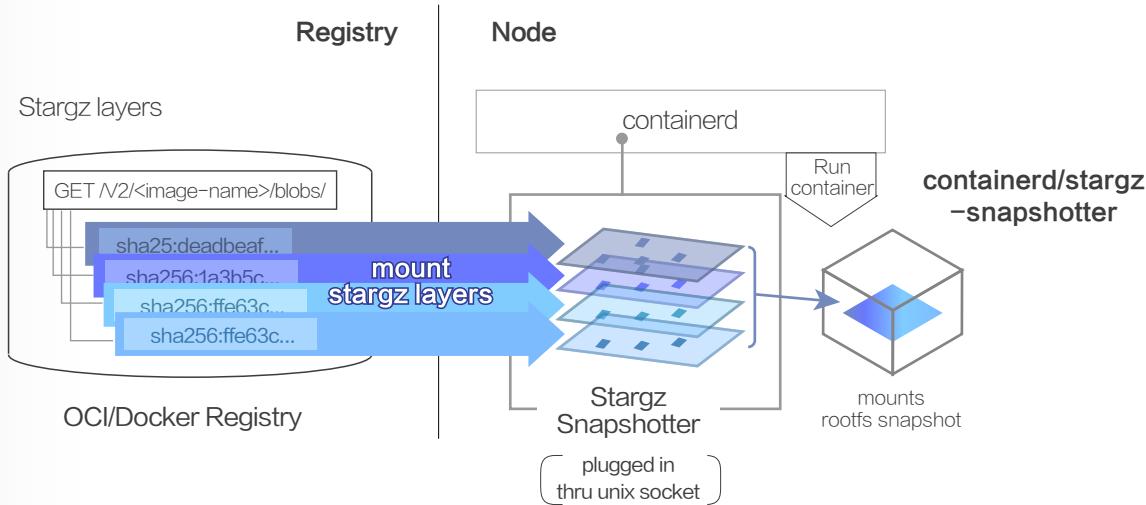 Registry
Node
Stargz layers
containerd
GET /V2/<image-name>/blobs/
Run
container
containerd/stargz
-snapshotter
sha25:deadbeaf...
sha256:1a3b5c...
sha256:ffe63c...
sha256:ffe63c...
mount
stargz layers
OCI/Docker Registry
Stargz
Snapshotter
plugged in
thru unix socket
mounts
rootfs snapshot